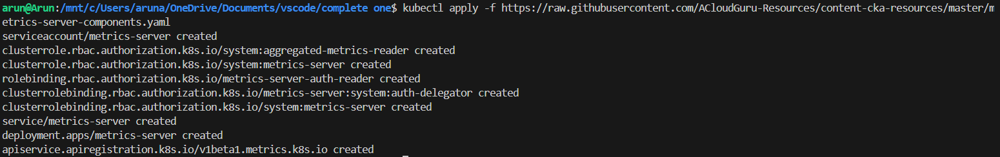 arun@Arun:/mnt/c/Users/aruna/OneDrive/Documents/vscode/complete one$ kubectl apply -f https://raw.githubusercontent.com/ACloudGuru-Resources/content-cka-resources/master/m
etrics-server-components.yaml
serviceaccount/metrics-server created
clusterrole.rbac.authorization.k8s.io/system:aggregated-metrics-reader created
clusterrole.rbac.authorization.k8s.io/system:metrics-server created
rolebinding.rbac.authorization.k8s.io/metrics-server-auth-reader created
clusterrolebinding.rbac.authorization.k8s.io/metrics-server:system:auth-delegator created
clusterrolebinding.rbac.authorization.k8s.io/system:metrics-server created
service/metrics-server created
deployment.apps/metrics-server created
apiservice.apiregistration.k8s.io/v1beta1.metrics.k8s.io created